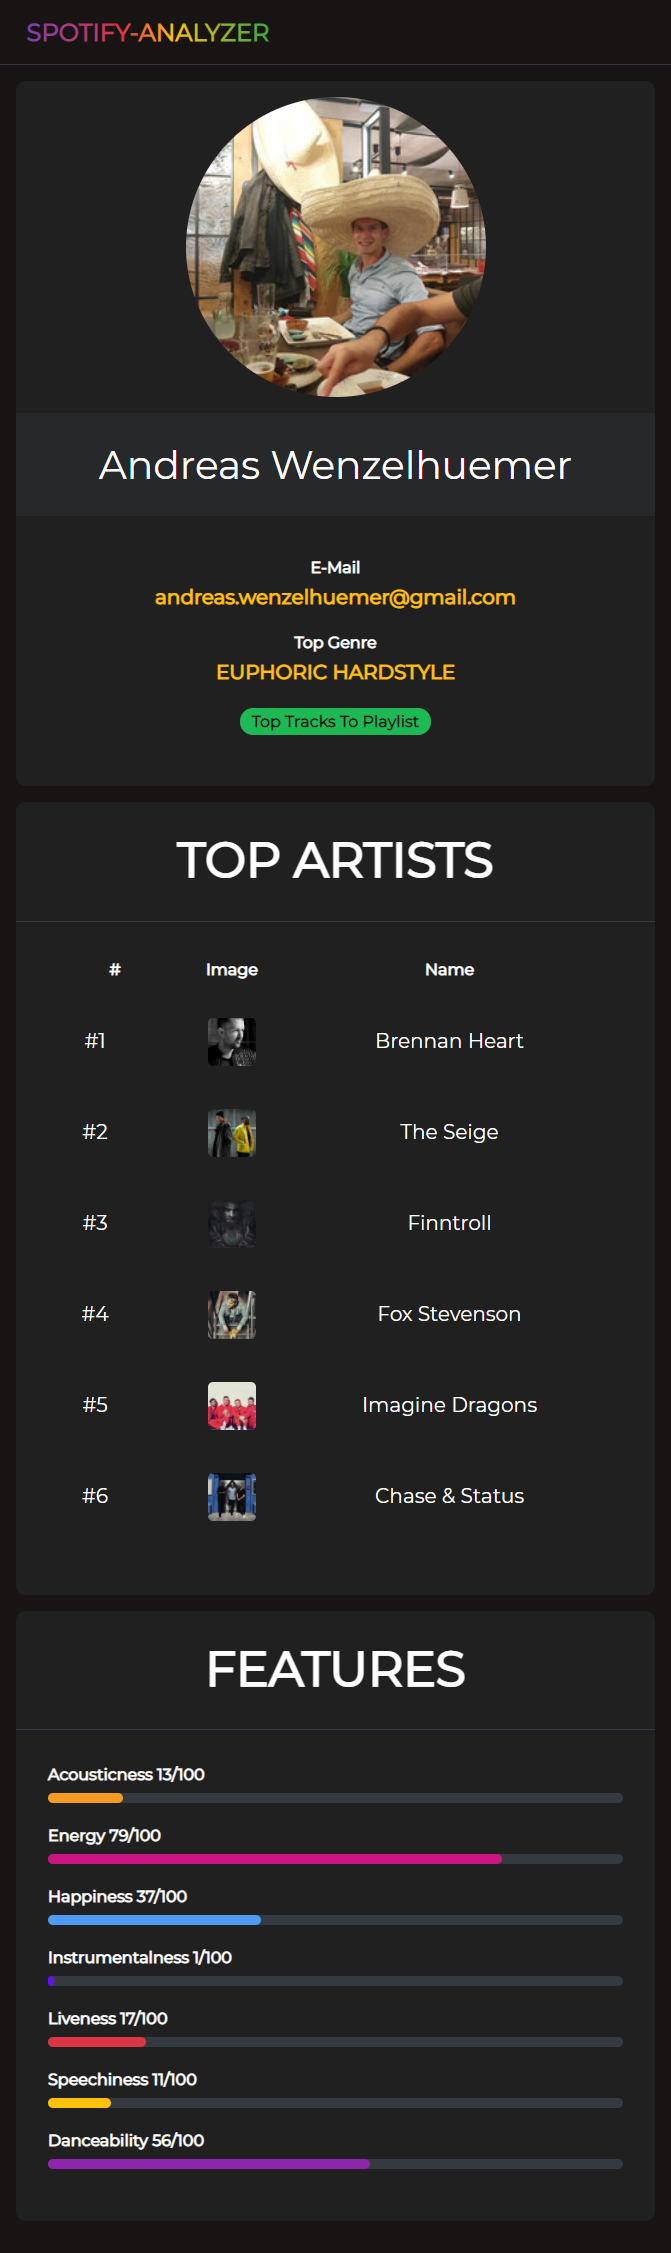 SPOTIFY-ANALYZER
Andreas Wenzelhuemer
E-Mail
andreas.wenzelhuemer@gmail.com
Top Genre
EUPHORIC HARDSTYLE
Top Tracks To Playlist
TOP ARTISTS
# Image Name
#1 Brennan Heart
#2 The Seige
#3 Finntroll
#4 Fox Stevenson
#5 Imagine Dragons
#6 Chase & Status
FEATURES
Acousticness 13/100
Energy 79/100
Happiness 37/100
Instrumentalness 1/100
Liveness 17/100
Speechiness 11/100
Danceability 56/100